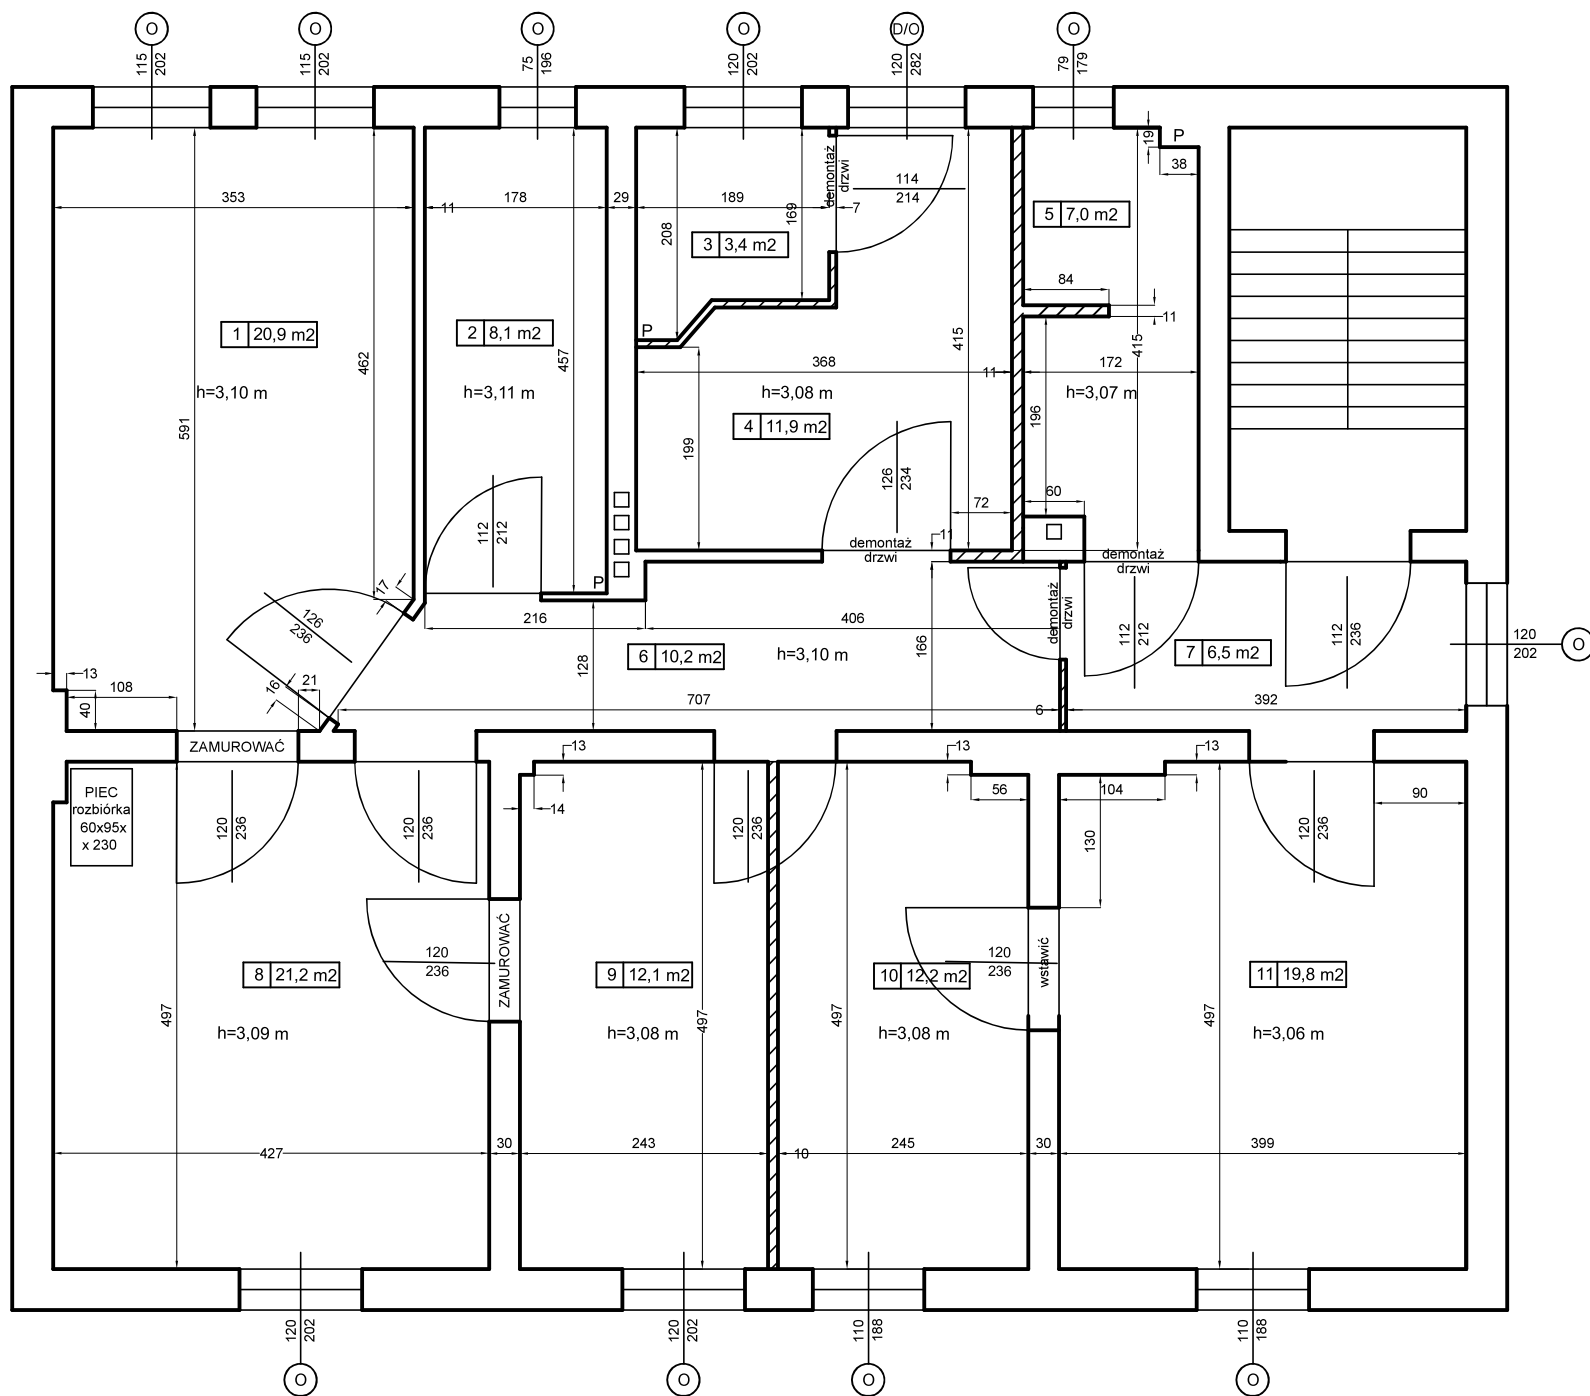 O
O
O
O
D/O
O
115
202
115
202
75
196
120
202
120
282
79
179
19
P
38
353
11
178
29
189
169
7
208
demontaż
drzwi
114
214
3 3,4 m2
5 7,0 m2
84
11
1 20,9 m2
2 8,1 m2
P
462
457
415
415
h=3,10 m
h=3,11 m
368
h=3,08 m
11
172
h=3,07 m
4 11,9 m2
591
199
196
126
234
72
60
112
212
11
demontaż
drzwi
demontaż
drzwi
P
17
126
236
216
406
demontaż
drzwi
112
212
112
236
128
6 10,2 m2
h=3,10 m
166
7 6,5 m2
120
202
O
13
108
40
16
21
707
6
392
ZAMUROWAĆ
13
13
PIEC
rozbiórka
60x95x
x 230
120
236
120
236
14
120
236
56
104
130
120
236
90
120
236
ZAMUROWAĆ
120
236
wstawić
8 21,2 m2
9 12,1 m2
10 12,2 m2
11 19,8 m2
497
497
497
497
h=3,09 m
h=3,08 m
h=3,08 m
h=3,06 m
427
30
243
10
245
30
399
120
202
120
202
110
188
110
188
O
O
O
O